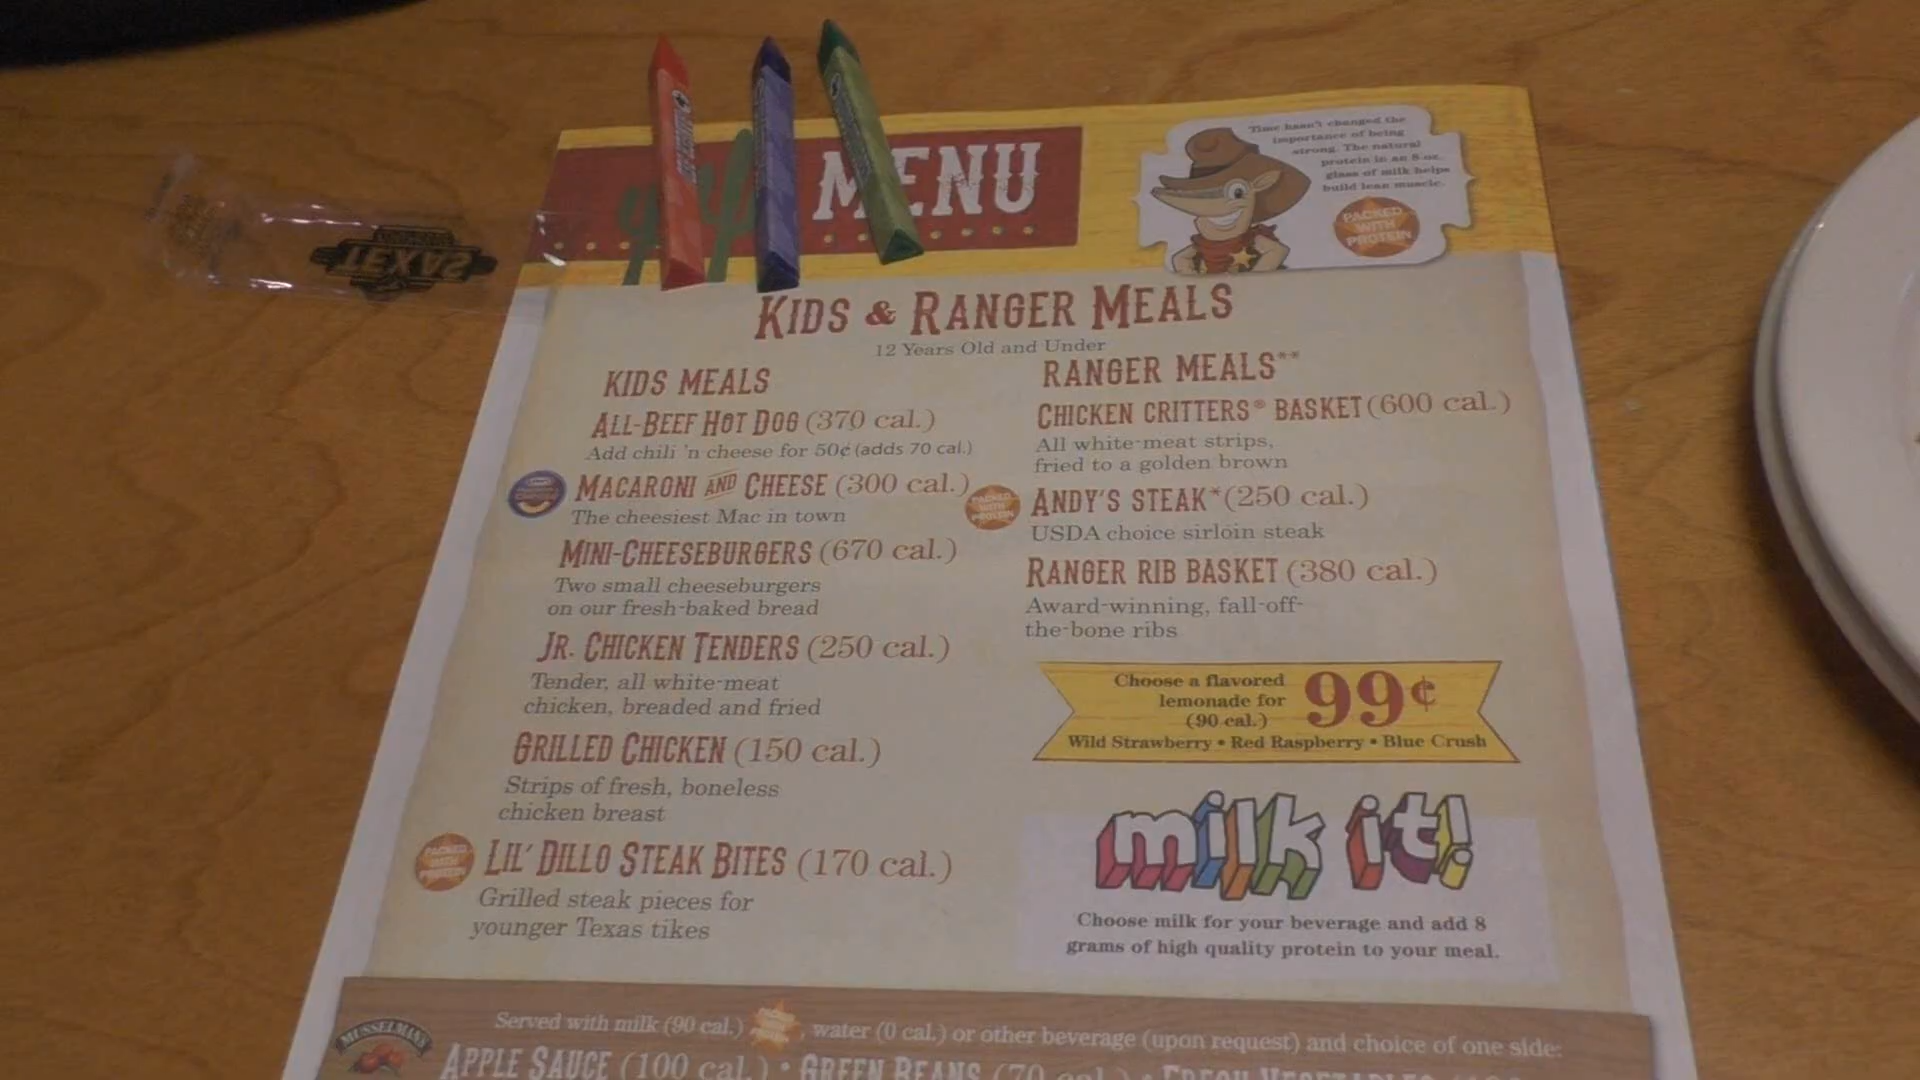 MENU
Time hasn't changed the
importance of being
strong. The natural
protein in an 8-oz.
glass of milk helps
build lean muscle.
PACKED
WITH
PROTEIN
TEXAS
KIDS & RANGER MEALS
12 Years Old and Under
KIDS MEALS
ALL-BEEF HOT DOG (370 cal.)
Add chili 'n cheese for 50¢ (adds 70 cal.)
MACARONI AND CHEESE (300 cal.)
The cheesiest Mac in town
MINI-CHEESEBURGERS (670 cal.)
Two small cheeseburgers
on our fresh-baked bread
JR. CHICKEN TENDERS (250 cal.)
Tender, all white-meat
chicken, breaded and fried
GRILLED CHICKEN (150 cal.)
Strips of fresh, boneless
chicken breast
PACKED
WITH
PROTEIN
LIL' DILLO STEAK BITES (170 cal.)
Grilled steak pieces for
younger Texas tikes
RANGER MEALS**
CHICKEN CRITTERS® BASKET (600 cal.)
All white-meat strips,
fried to a golden brown
PACKED
WITH
PROTEIN
ANDY'S STEAK* (250 cal.)
USDA choice sirloin steak
RANGER RIB BASKET (380 cal.)
Award-winning, fall-off-
the-bone ribs
Choose a flavored
lemonade for
(90 cal.)
99¢
Wild Strawberry • Red Raspberry • Blue Crush
milk it!
Choose milk for your beverage and add 8
grams of high quality protein to your meal.
MUSSELMAN'S
Served with milk (90 cal.) , water (0 cal.) or other beverage (upon request) and choice of one side:
APPLE SAUCE (100 cal.) • GREEN BEANS (70 cal.) • FRESH VEGETABLES